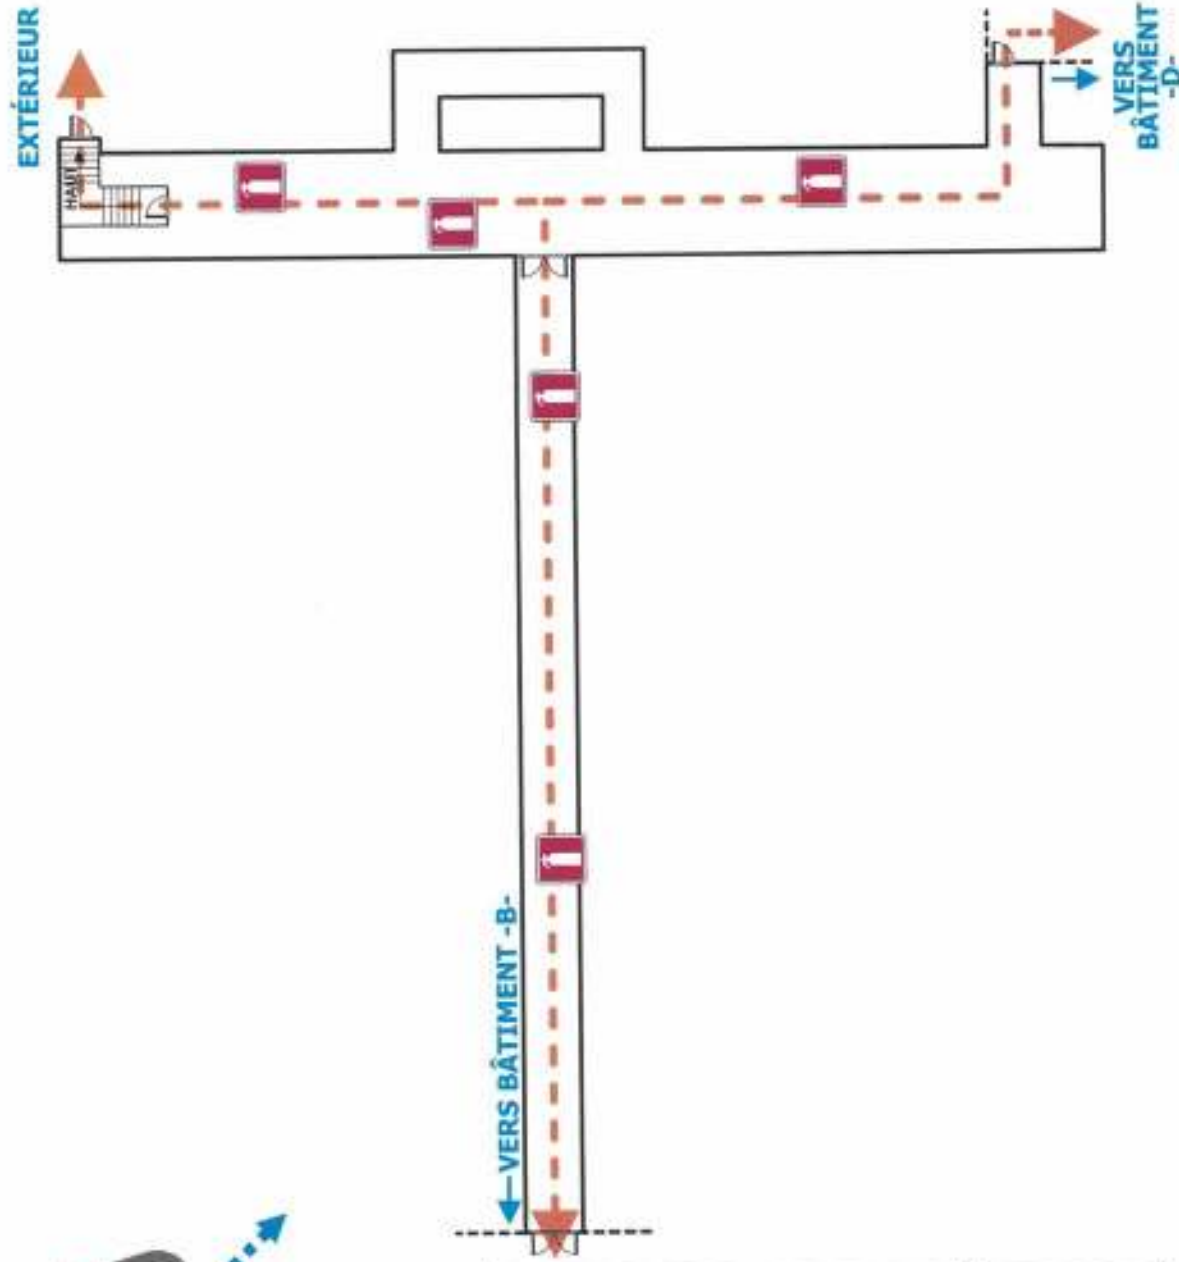 EXTÉRIEUR
HAUT
VERS
BÂTIMENT
-D-
VERS BÂTIMENT -B-